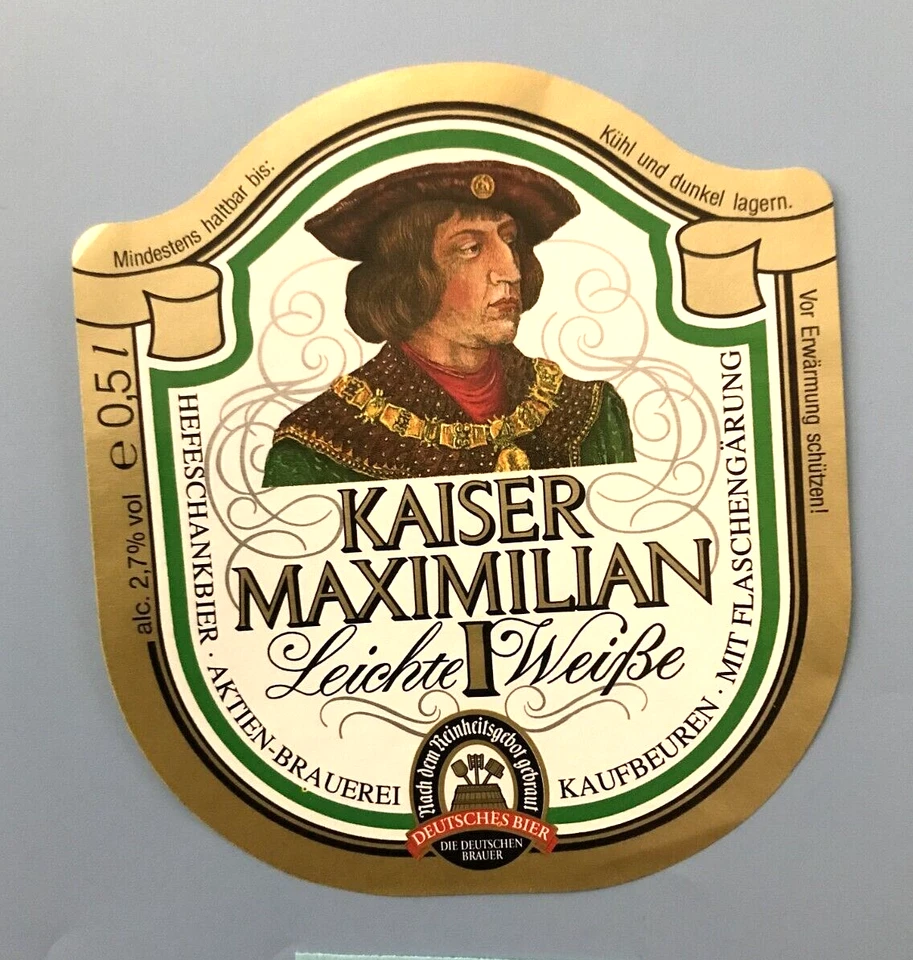 Mindestens haltbar bis:
Kühl und dunkel lagern.
Vor Erwärmung schützen!
alc. 2,7% vol e 0,5 l
KAISER
MAXIMILIAN
I
Leichte Weiße
HEFESCHANKBIER · AKTIEN-BRAUEREI KAUFBEUREN · MIT FLASCHENGÄRUNG
Nach dem Reinheitsgebot gebraut
DEUTSCHES BIER
DIE DEUTSCHEN
BRAUER